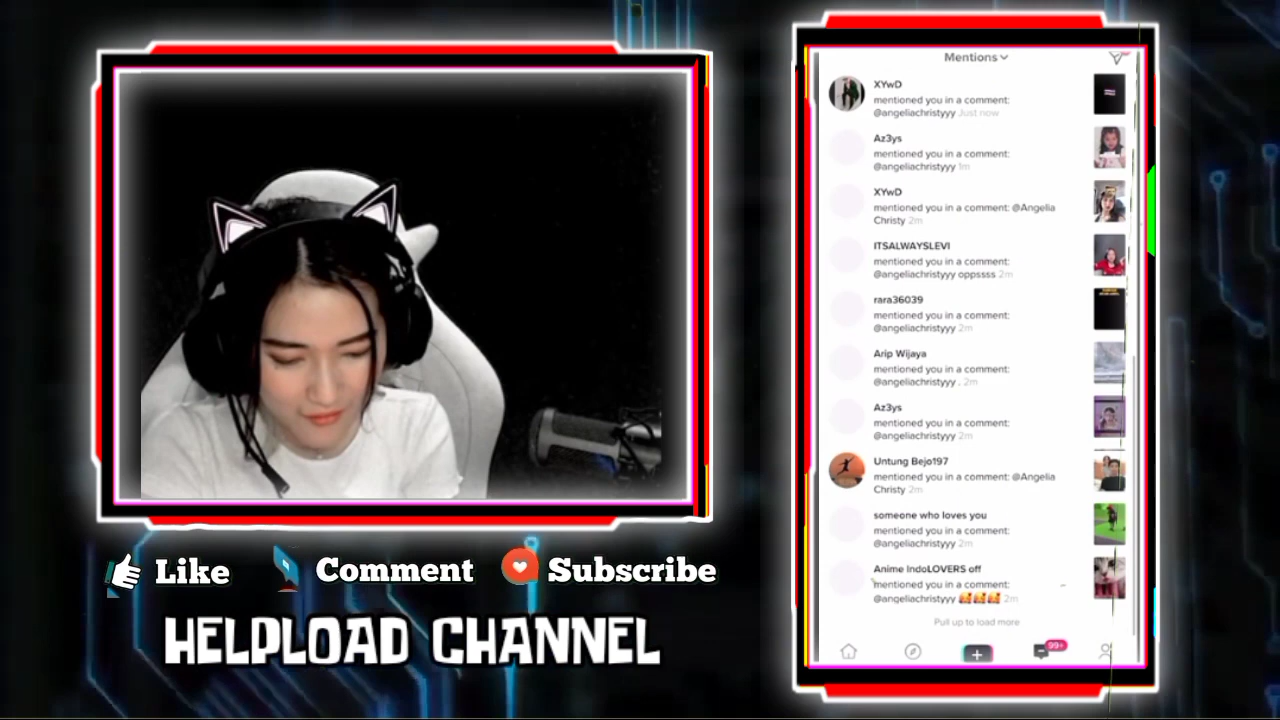 Mentions
XYwD
mentioned you in a comment:
@angeliachristyyy Just now
Az3ys
mentioned you in a comment:
@angeliachristyyy 1m
XYwD
mentioned you in a comment: @Angelia
Christy 2m
ITSALWAYSLEVI
mentioned you in a comment:
@angeliachristyyy oppssss 2m
rara36039
mentioned you in a comment:
@angeliachristyyy 2m
Arip Wijaya
mentioned you in a comment:
@angeliachristyyy . 2m
Az3ys
mentioned you in a comment:
@angeliachristyyy 2m
Untung Bejo197
mentioned you in a comment: @Angelia
Christy 2m
someone who loves you
mentioned you in a comment:
@angeliachristyyy 2m
Anime IndoLOVERS off
mentioned you in a comment:
@angeliachristyyy 🥰🥰🥰 2m
Pull up to load more
99+
Like Comment Subscribe
HELPLOAD CHANNEL